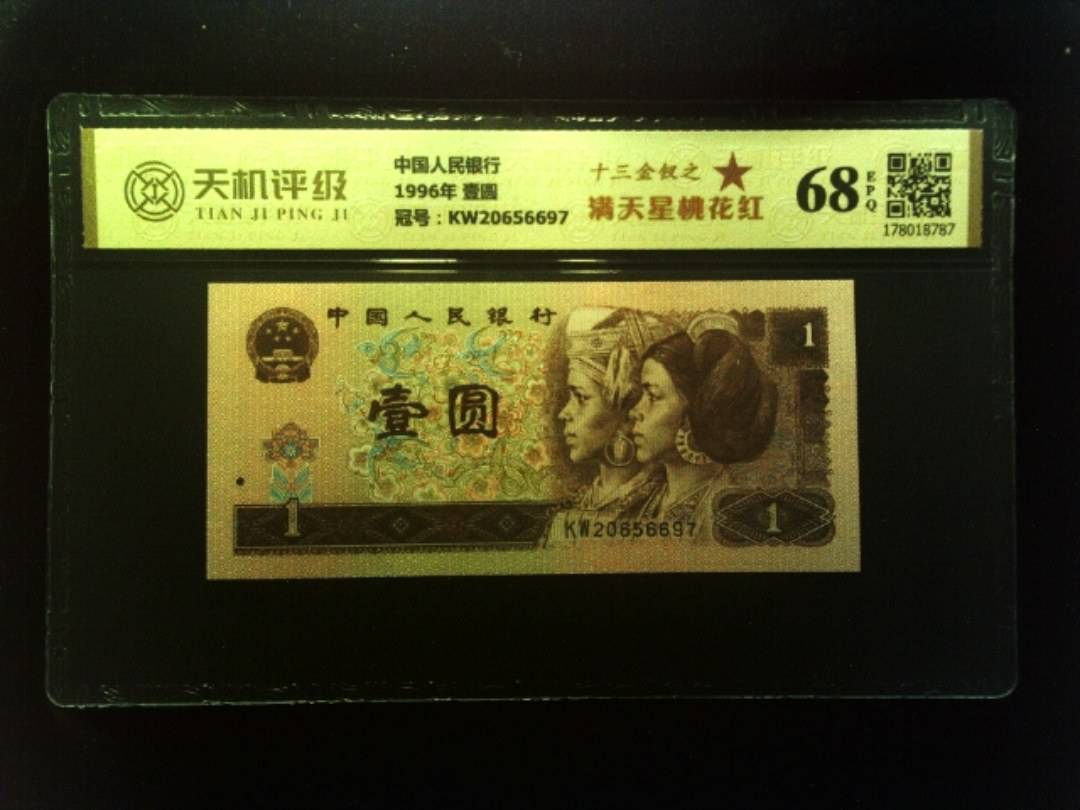 天机评级
TIAN JI PING JI
中国人民银行
1996年 壹圆
冠号：KW20656697
十三金钗之
满天星桃花红
68
EPQ
178018787
中国人民银行
1
壹圆
1
KW20656697
1